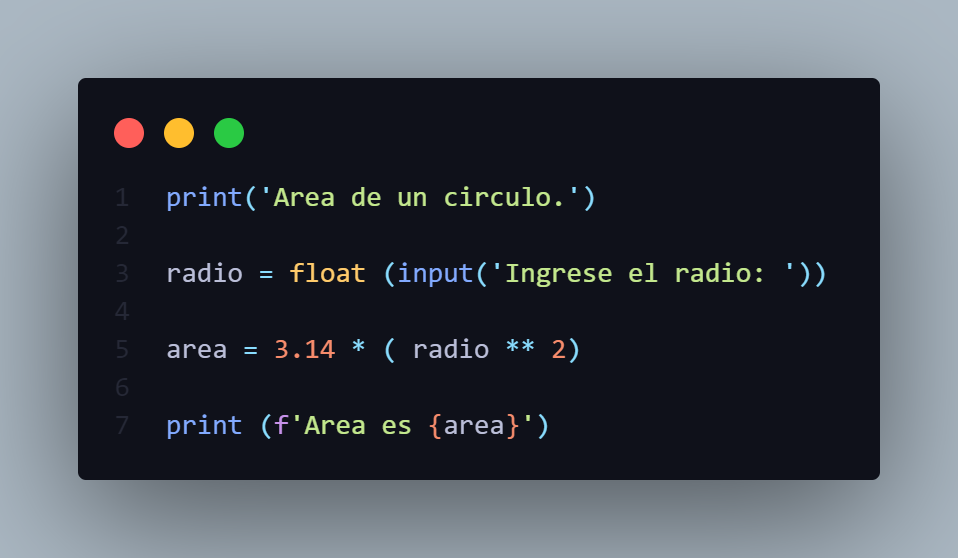 1 print('Area de un circulo.')
2
3 radio = float (input('Ingrese el radio: '))
4
5 area = 3.14 * ( radio ** 2)
6
7 print (f'Area es {area}')